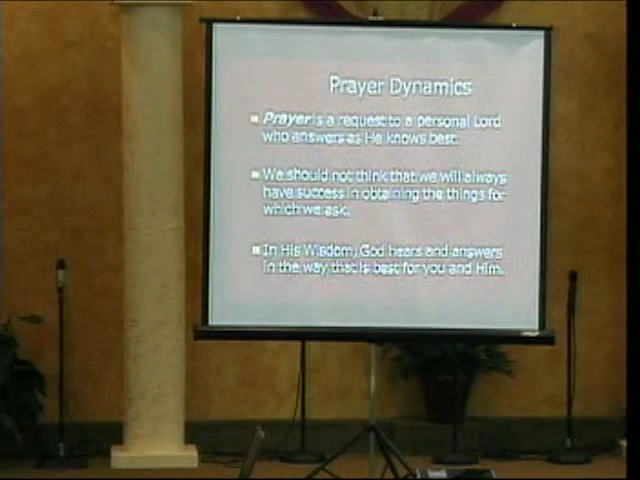 Prayer Dynamics
Prayer is a request to a personal Lord
who answers as He knows best.
We should not think that we will always
have success in obtaining the things for
which we ask.
In His Wisdom, God hears and answers
in the way that is best for you and Him.